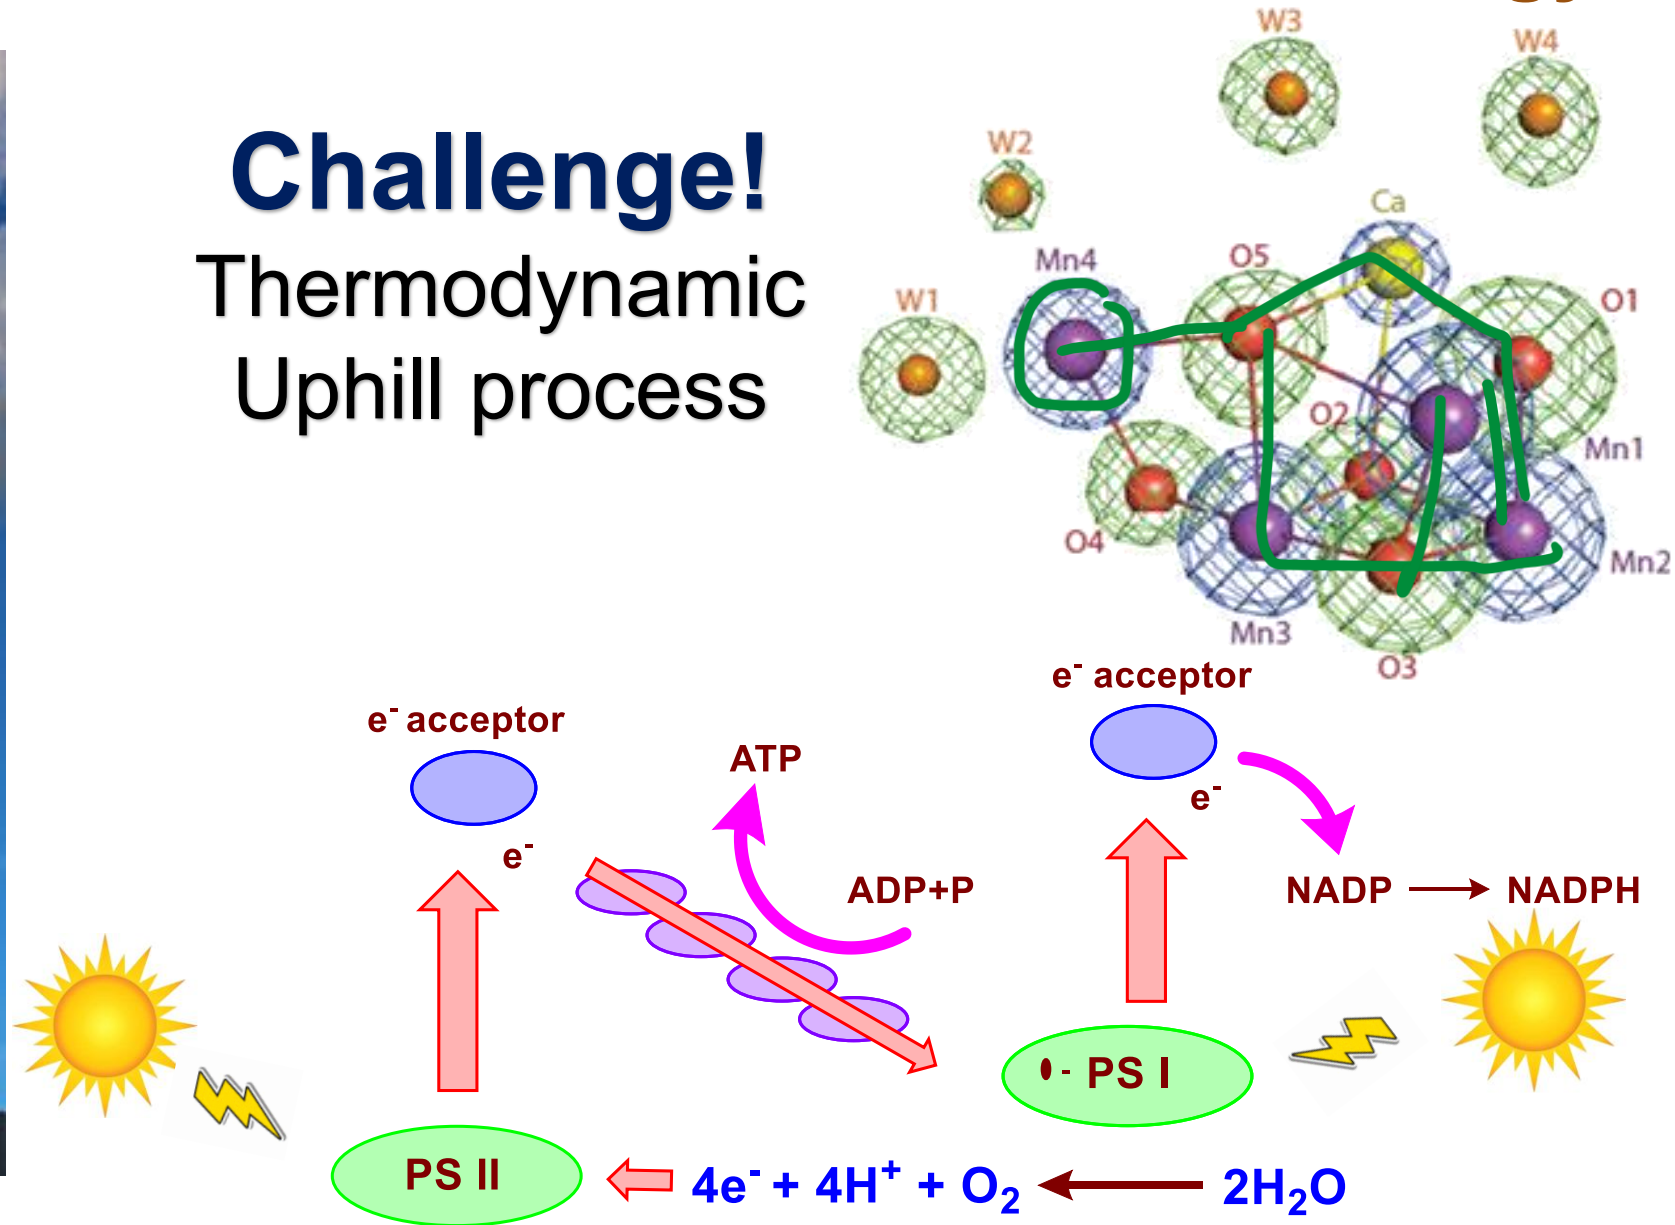 Challenge!
Thermodynamic
Uphill process
W3
W4
W2
Ca
Mn4
O5
W1
O1
O2
Mn1
O4
Mn2
Mn3
O3
e⁻ acceptor
e⁻ acceptor
ATP
e⁻
e⁻
ADP+P
NADP → NADPH
- PS I
PS II
4e⁻ + 4H⁺ + O₂ ← 2H₂O